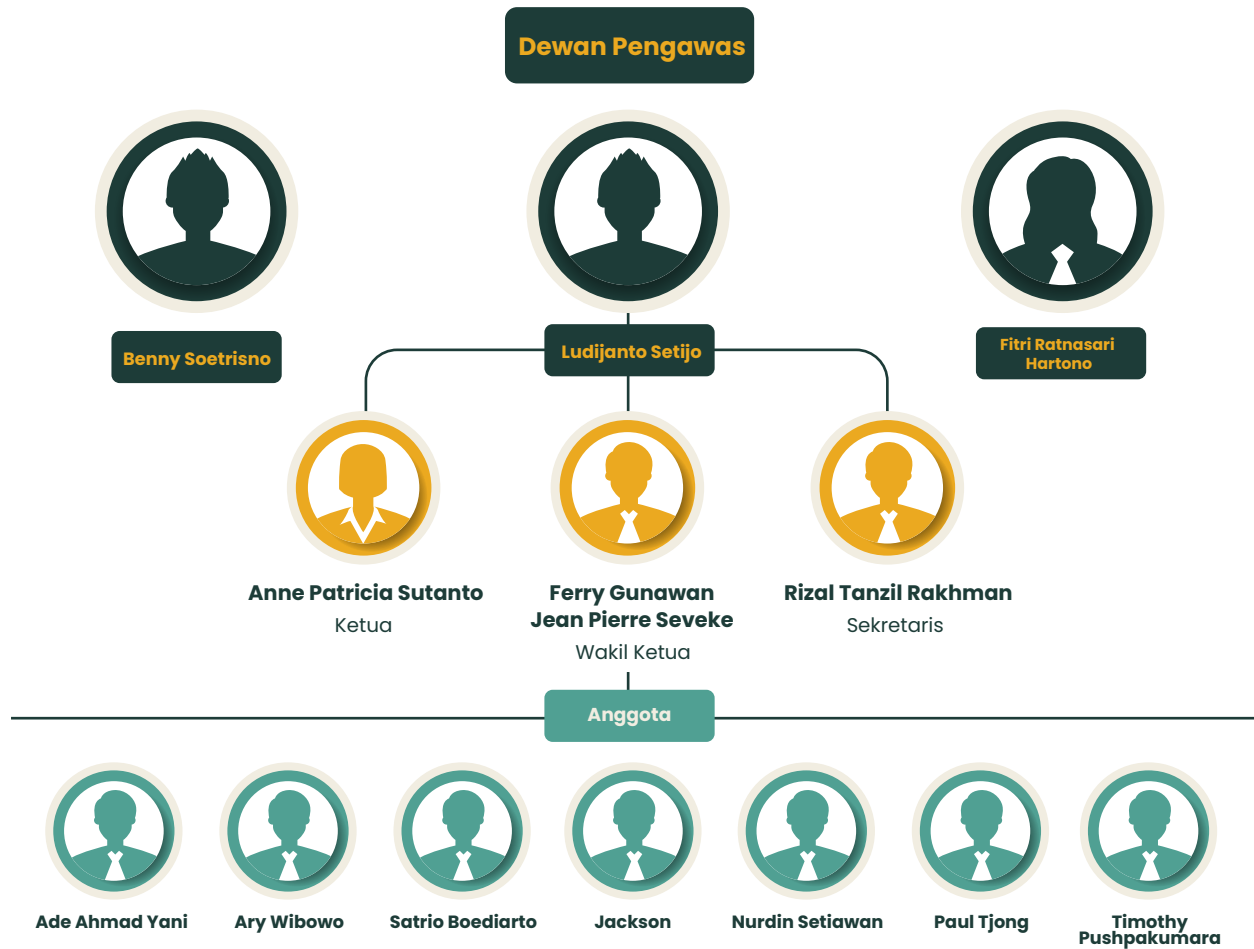 Dewan Pengawas
Benny Soetrisno
Ludijanto Setijo
Fitri Ratnasari
Hartono
Anne Patricia Sutanto
Ketua
Ferry Gunawan
Jean Pierre Seveke
Wakil Ketua
Rizal Tanzil Rakhman
Sekretaris
Anggota
Ade Ahmad Yani
Ary Wibowo
Satrio Boediarto
Jackson
Nurdin Setiawan
Paul Tjong
Timothy
Pushpakumara